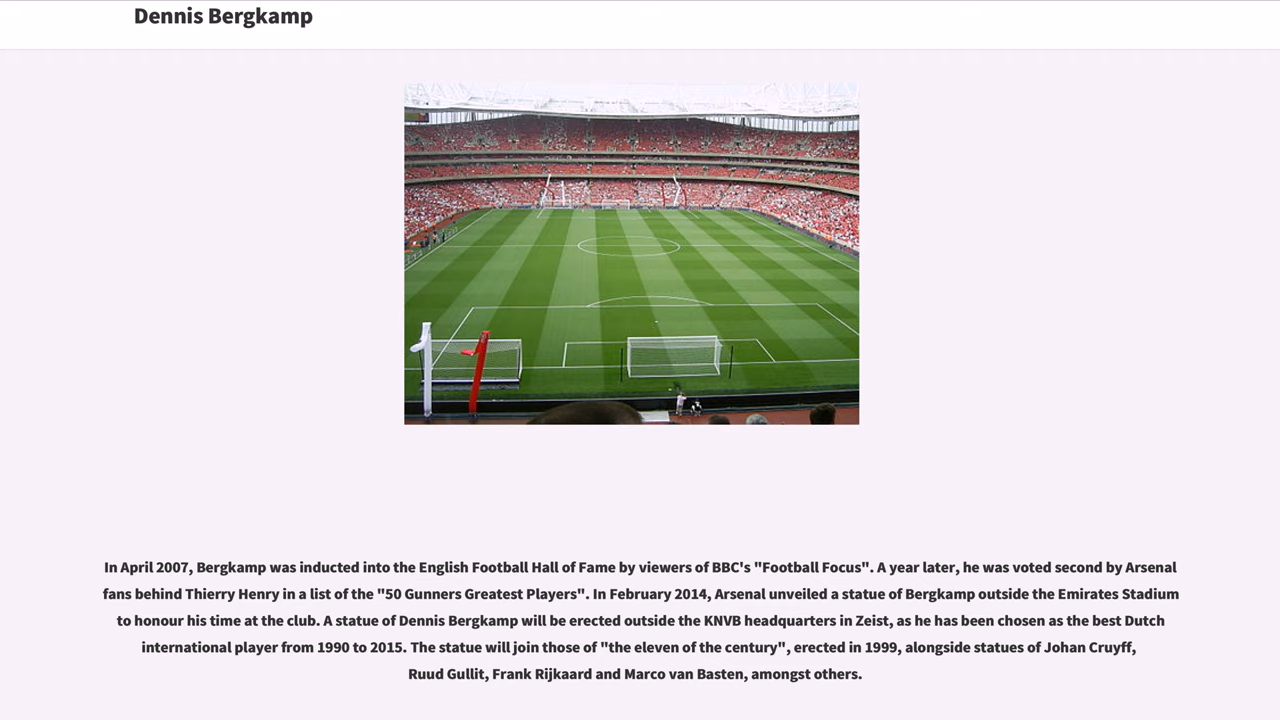 Dennis Bergkamp
In April 2007, Bergkamp was inducted into the English Football Hall of Fame by viewers of BBC's "Football Focus". A year later, he was voted second by Arsenal
fans behind Thierry Henry in a list of the "50 Gunners Greatest Players". In February 2014, Arsenal unveiled a statue of Bergkamp outside the Emirates Stadium
to honour his time at the club. A statue of Dennis Bergkamp will be erected outside the KNVB headquarters in Zeist, as he has been chosen as the best Dutch
international player from 1990 to 2015. The statue will join those of "the eleven of the century", erected in 1999, alongside statues of Johan Cruyff,
Ruud Gullit, Frank Rijkaard and Marco van Basten, amongst others.